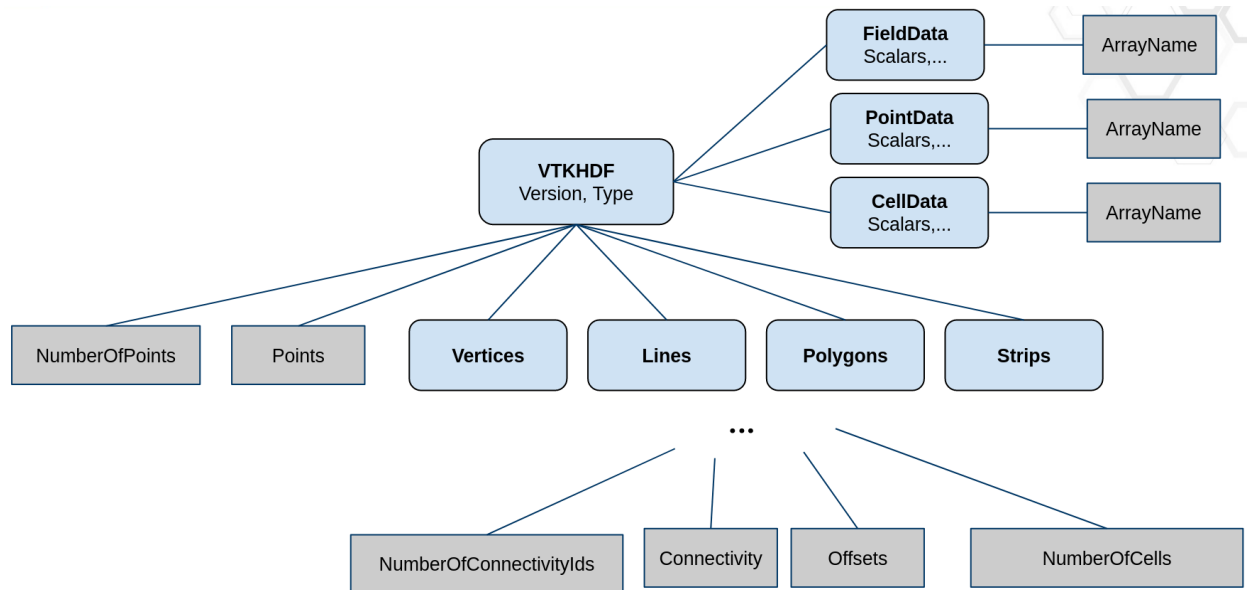 FieldData
Scalars,...
ArrayName
PointData
Scalars,...
ArrayName
VTKHDF
Version, Type
CellData
Scalars,...
ArrayName
NumberOfPoints
Points
Vertices
Lines
Polygons
Strips
...
NumberOfConnectivityIds
Connectivity
Offsets
NumberOfCells